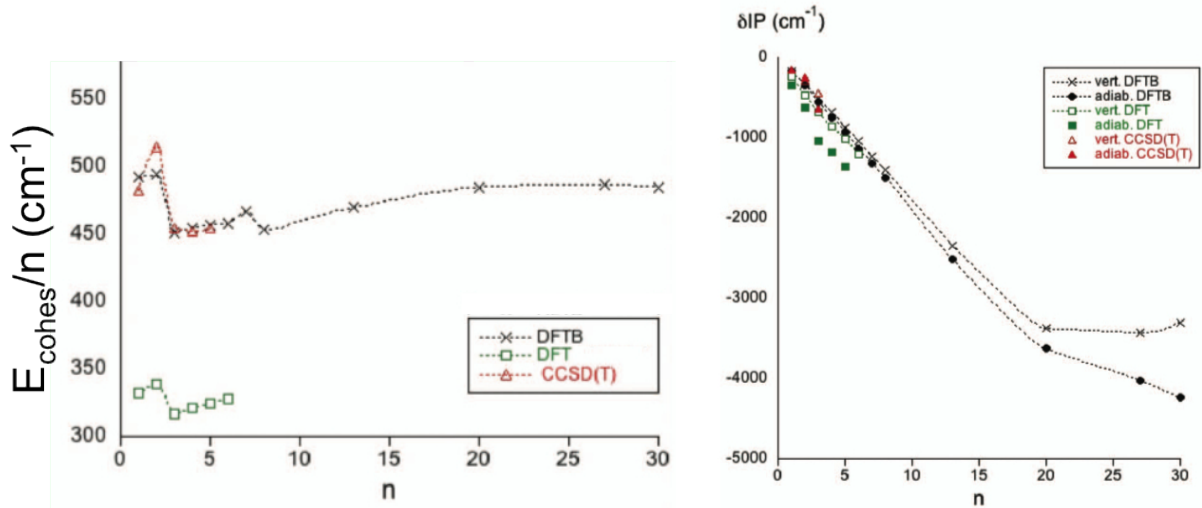 E_cohes/n (cm⁻¹)
550
500
450
400
350
300
0
5
10
15
20
25
30
n
DFTB
DFT
CCSD(T)
δIP (cm⁻¹)
0
-1000
-2000
-3000
-4000
-5000
0
5
10
15
20
25
30
n
vert. DFTB
adiab. DFTB
vert. DFT
adiab. DFT
vert. CCSD(T)
adiab. CCSD(T)